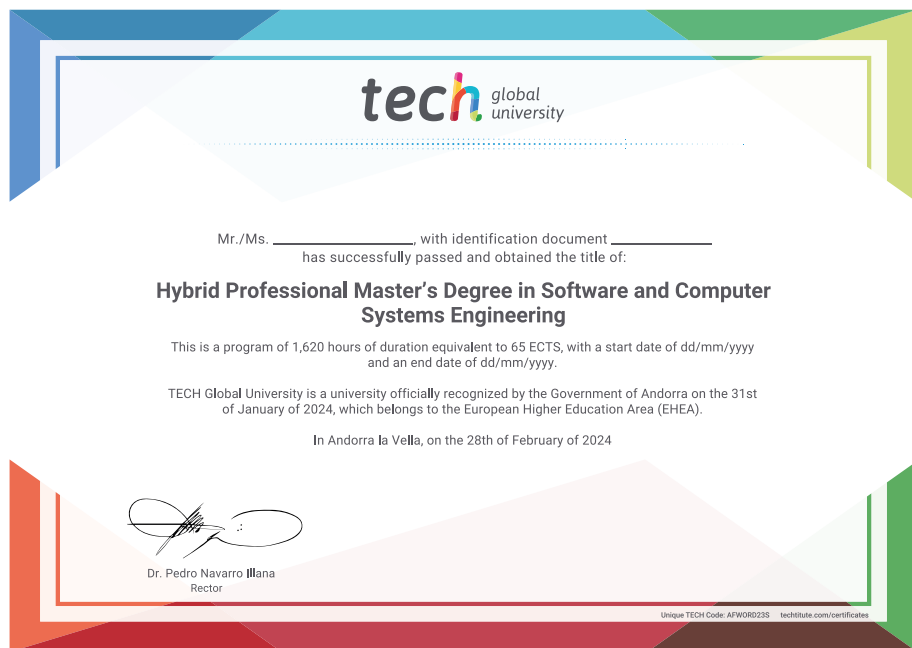 tech global
university
Mr./Ms. ____________, with identification document ____________
has successfully passed and obtained the title of:
Hybrid Professional Master’s Degree in Software and Computer
Systems Engineering
This is a program of 1,620 hours of duration equivalent to 65 ECTS, with a start date of dd/mm/yyyy
and an end date of dd/mm/yyyy.
TECH Global University is a university officially recognized by the Government of Andorra on the 31st
of January of 2024, which belongs to the European Higher Education Area (EHEA).
In Andorra la Vella, on the 28th of February of 2024
Dr. Pedro Navarro Illana
Rector
Unique TECH Code: AFWORD23S techtitute.com/certificates